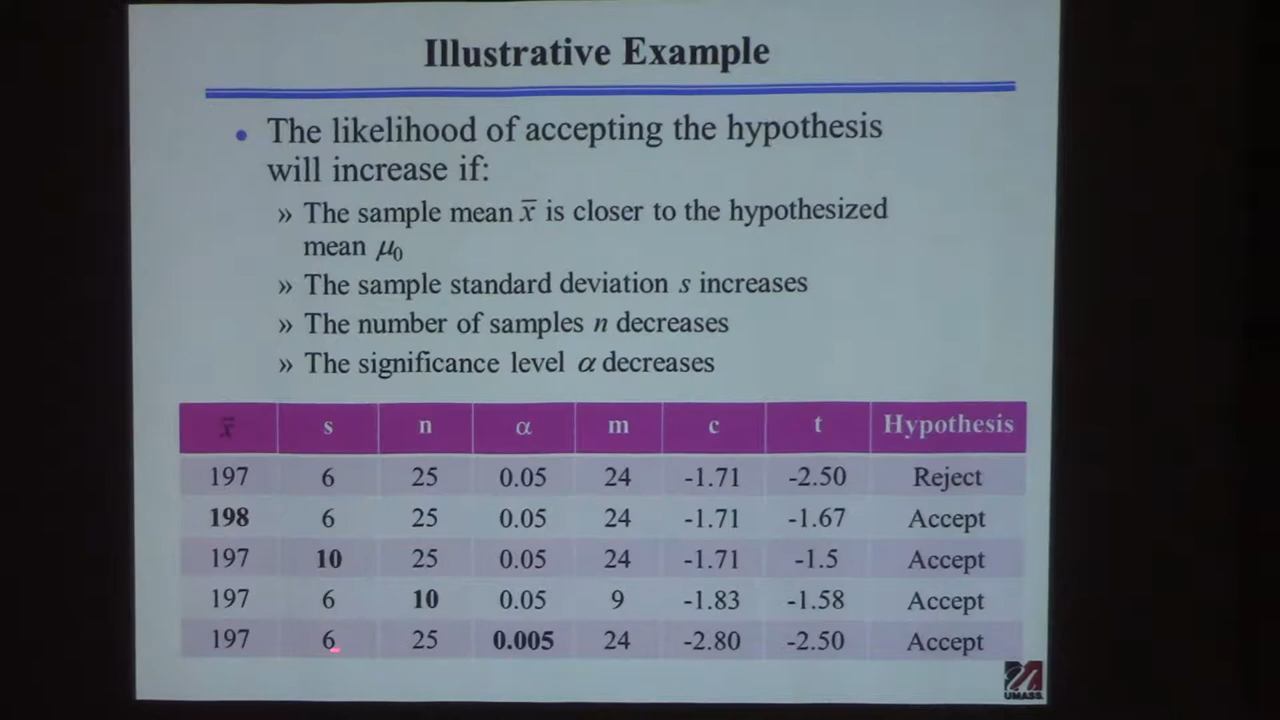 Illustrative Example
• The likelihood of accepting the hypothesis
will increase if:
» The sample mean x̄ is closer to the hypothesized
mean μ₀
» The sample standard deviation s increases
» The number of samples n decreases
» The significance level α decreases
x̄ s n α m c t Hypothesis
197 6 25 0.05 24 -1.71 -2.50 Reject
198 6 25 0.05 24 -1.71 -1.67 Accept
197 10 25 0.05 24 -1.71 -1.5 Accept
197 6 10 0.05 9 -1.83 -1.58 Accept
197 6 25 0.005 24 -2.80 -2.50 Accept
UMASS